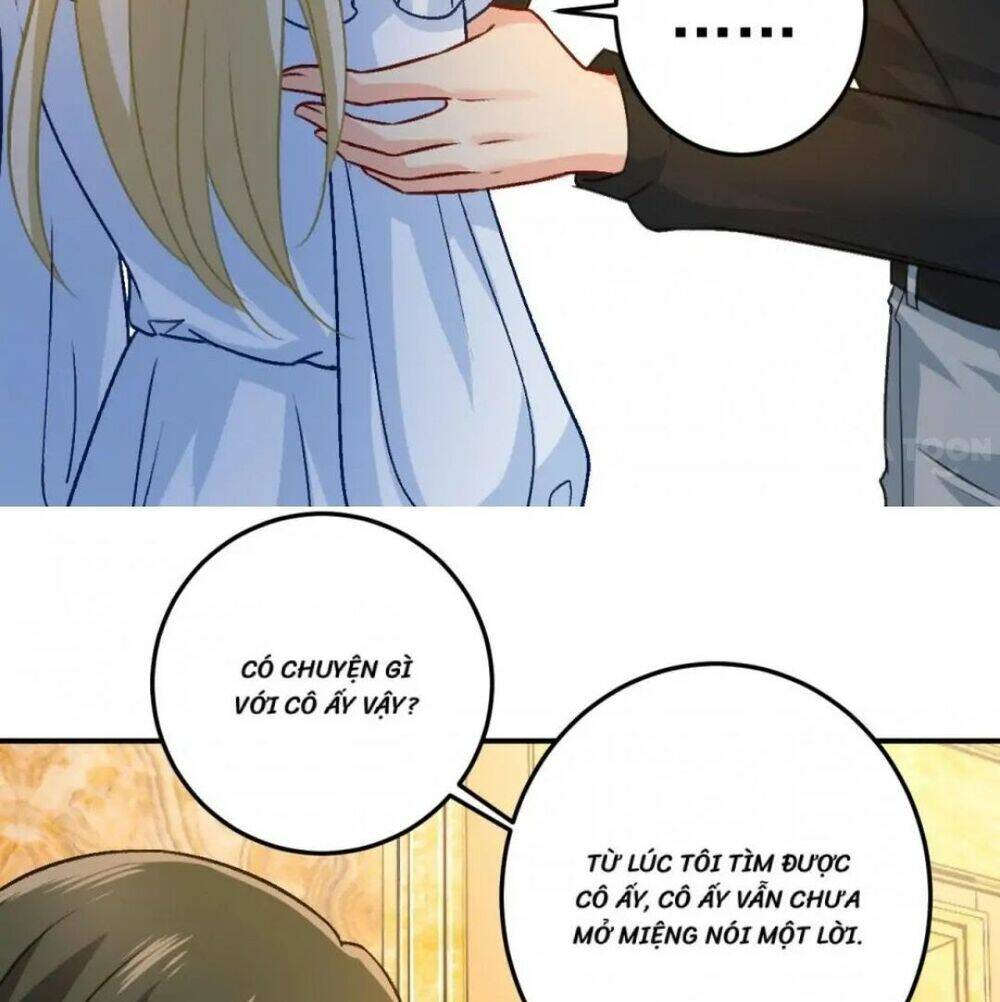 ......
A TOON
CÓ CHUYỆN GÌ
VỚI CÔ ẤY VẬY?
TỪ LÚC TÔI TÌM ĐƯỢC
CÔ ẤY, CÔ ẤY VẪN CHƯA
MỞ MIỆNG NÓI MỘT LỜI.